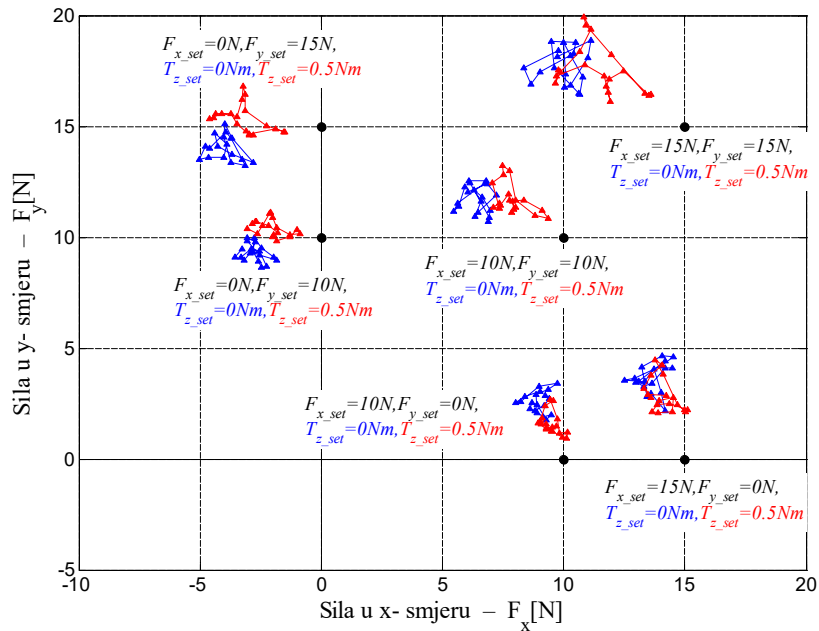 20
15
10
5
0
-5
-10
-5
0
5
10
15
20
Sila u y- smjeru – F_y[N]
Sila u x- smjeru – F_x[N]
F_x_set=0N,F_y_set=15N,
T_z_set=0Nm,T_z_set=0.5Nm
F_x_set=15N,F_y_set=15N,
T_z_set=0Nm,T_z_set=0.5Nm
F_x_set=10N,F_y_set=10N,
T_z_set=0Nm,T_z_set=0.5Nm
F_x_set=0N,F_y_set=10N,
T_z_set=0Nm,T_z_set=0.5Nm
F_x_set=10N,F_y_set=0N,
T_z_set=0Nm,T_z_set=0.5Nm
F_x_set=15N,F_y_set=0N,
T_z_set=0Nm,T_z_set=0.5Nm